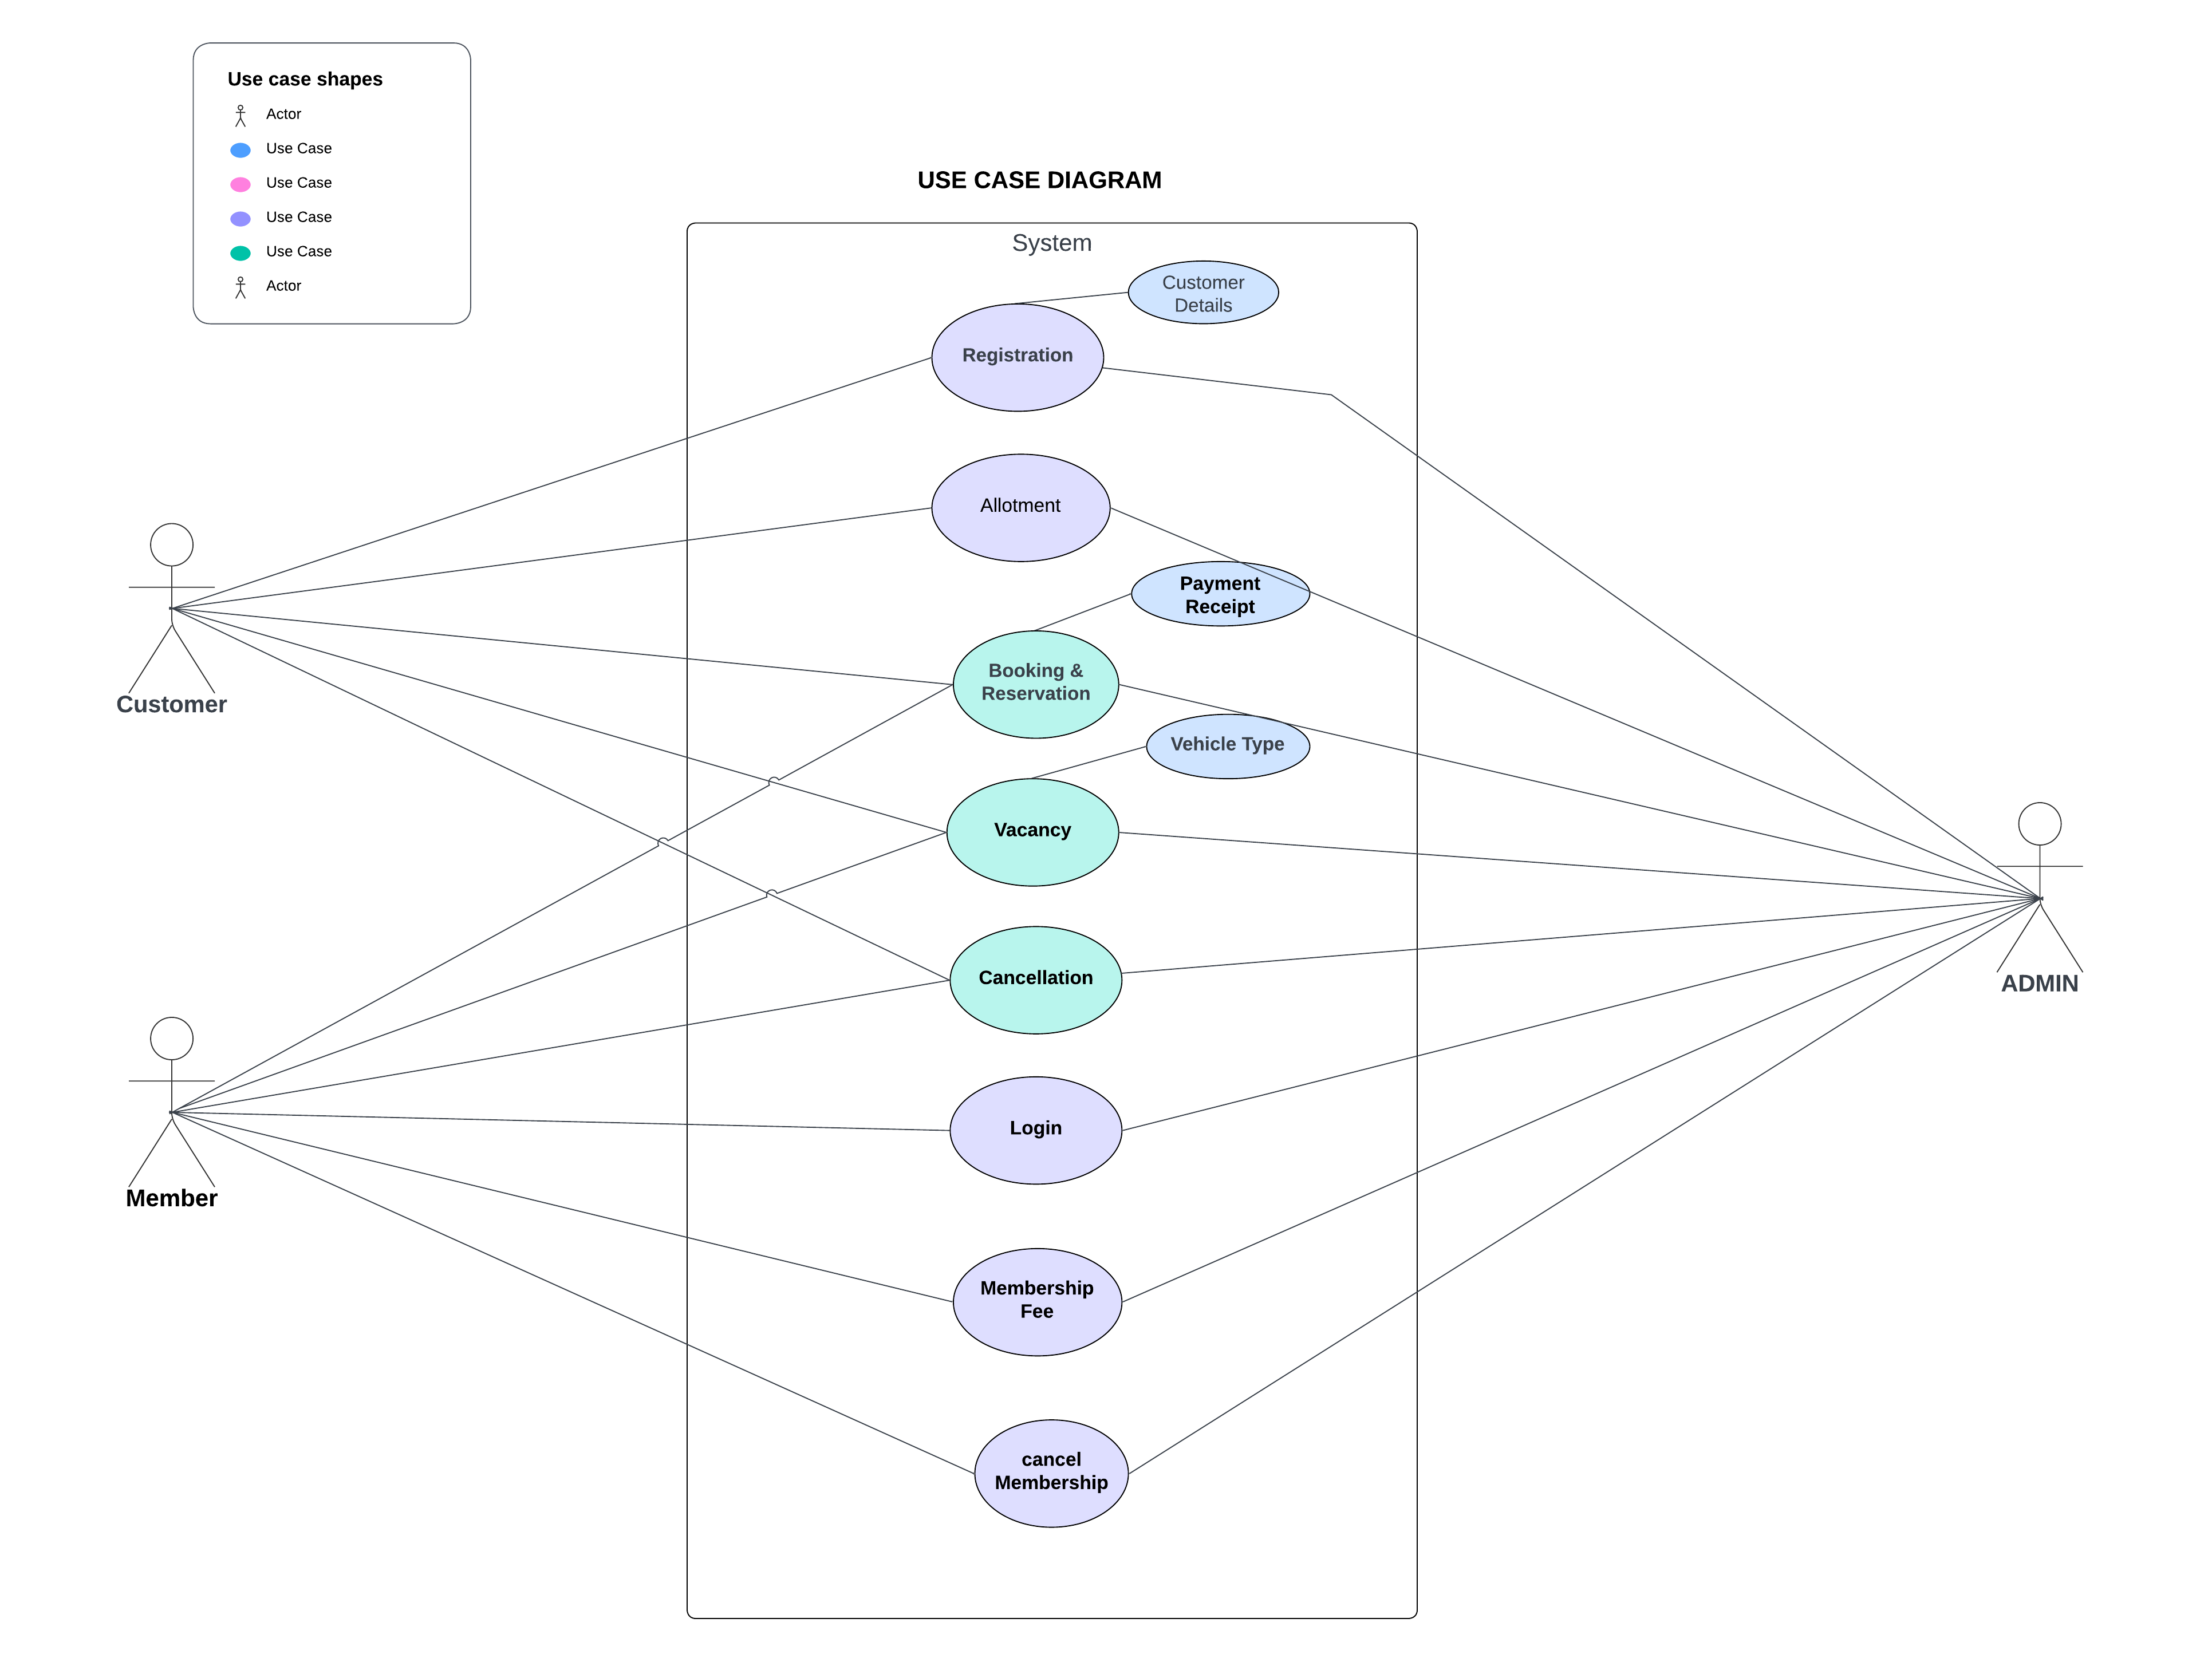 Use case shapes
Actor
Use Case
Use Case
Use Case
Use Case
Actor
USE CASE DIAGRAM
System
Customer
Details
Registration
Allotment
Payment
Receipt
Booking &
Reservation
Customer
Vehicle Type
Vacancy
Cancellation
ADMIN
Login
Member
Membership
Fee
cancel
Membership